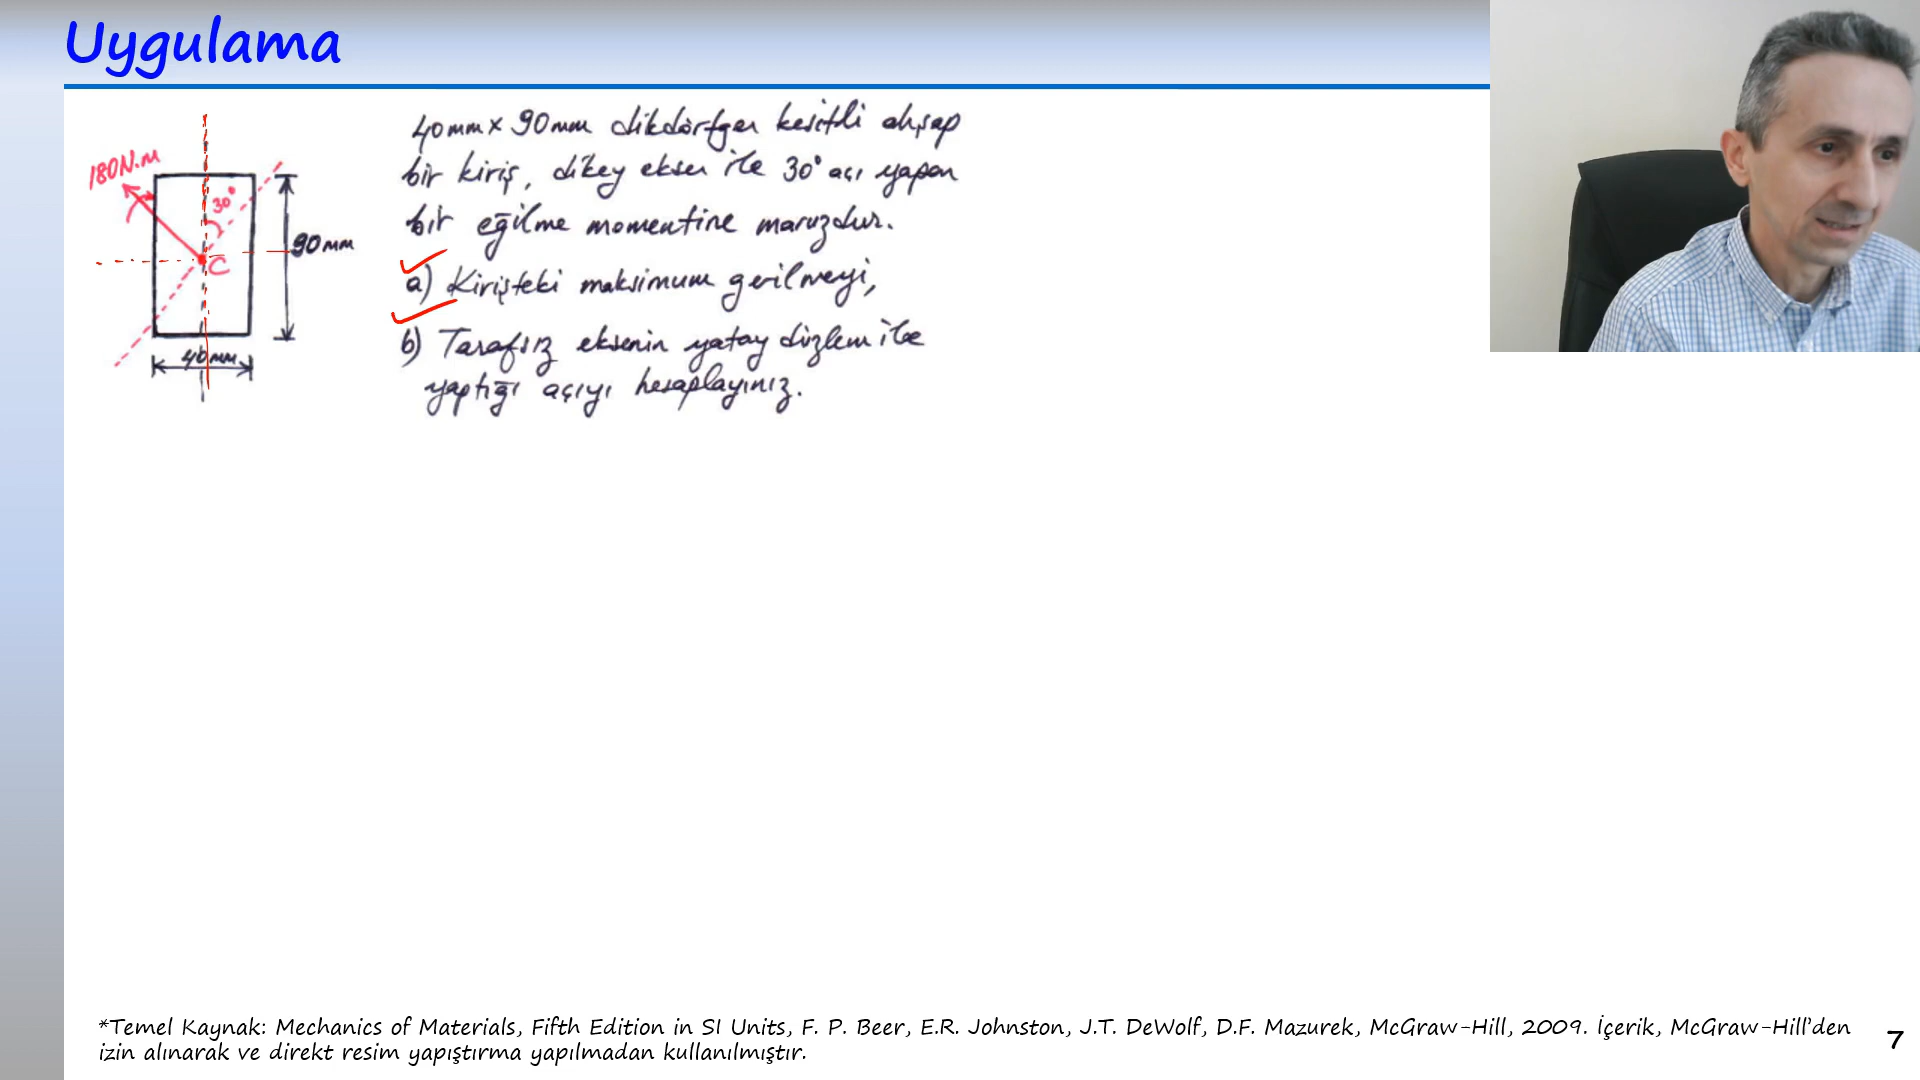 Uygulama
180N.m
30°
C
90mm
40mm
40mm x 90mm dikdörtgen kesitli ahşap
bir kiriş, dikey eksen ile 30° açı yapan
bir eğilme momentine maruzdur.
a) Kirişteki maksimum gerilmeyi,
b) Tarafsız eksenin yatay düzlem ile
yaptığı açıyı hesaplayınız.
*Temel Kaynak: Mechanics of Materials, Fifth Edition in SI Units, F. P. Beer, E.R. Johnston, J.T. DeWolf, D.F. Mazurek, McGraw-Hill, 2009. İçerik, McGraw-Hill'den
izin alınarak ve direkt resim yapıştırma yapılmadan kullanılmıştır.
7